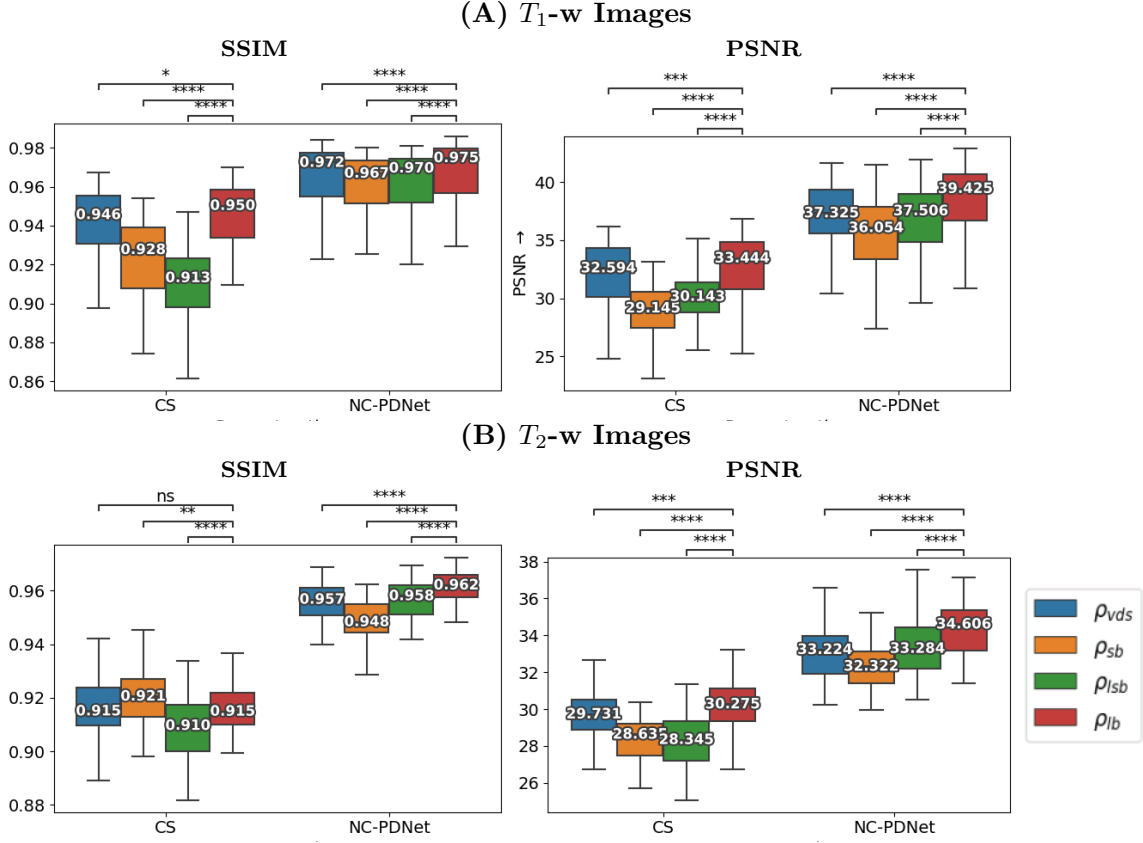 (A) T₁-w Images
SSIM PSNR
* ****
**** ****
**** ****
*** ****
**** ****
**** ****
0.98
0.96
0.94
0.92
0.90
0.88
0.86
0.946 0.928 0.913 0.950 0.972 0.967 0.970 0.975
CS NC-PDNet
PSNR →
40
35
30
25
32.594 29.145 30.143 33.444 37.325 36.054 37.506 39.425
CS NC-PDNet
(B) T₂-w Images
SSIM PSNR
ns ****
** ****
**** ****
*** ****
**** ****
**** ****
0.96
0.94
0.92
0.90
0.88
0.915 0.921 0.910 0.915 0.957 0.948 0.958 0.962
CS NC-PDNet
38
36
34
32
30
28
26
29.731 28.635 28.345 30.275 33.224 32.322 33.284 34.606
CS NC-PDNet
ρvds
ρsb
ρlsb
ρlb